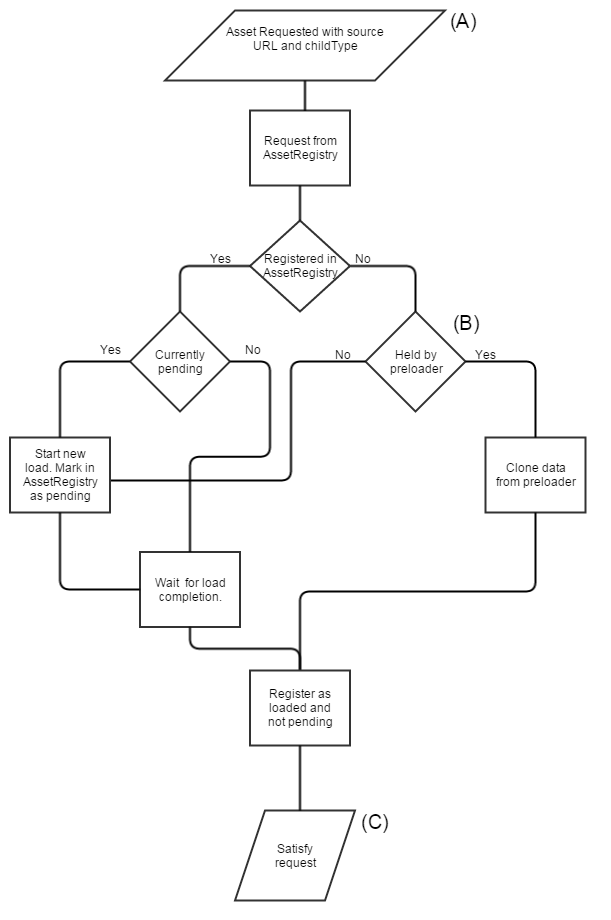 Asset Requested with source
URL and childType
(A)
Request from
AssetRegistry
Yes
Registered in
AssetRegistry
No
(B)
Yes
Currently
pending
No
No
Held by
preloader
Yes
Start new
load. Mark in
AssetRegistry
as pending
Clone data
from preloader
Wait for load
completion.
Register as
loaded and
not pending
(C)
Satisfy
request